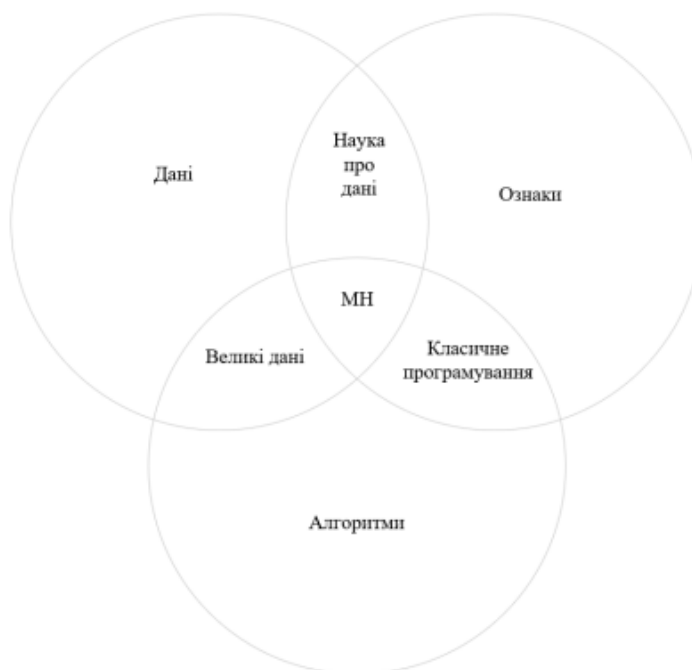 Наука
про
дані
Дані
Ознаки
МН
Великі дані
Класичне
програмування
Алгоритми